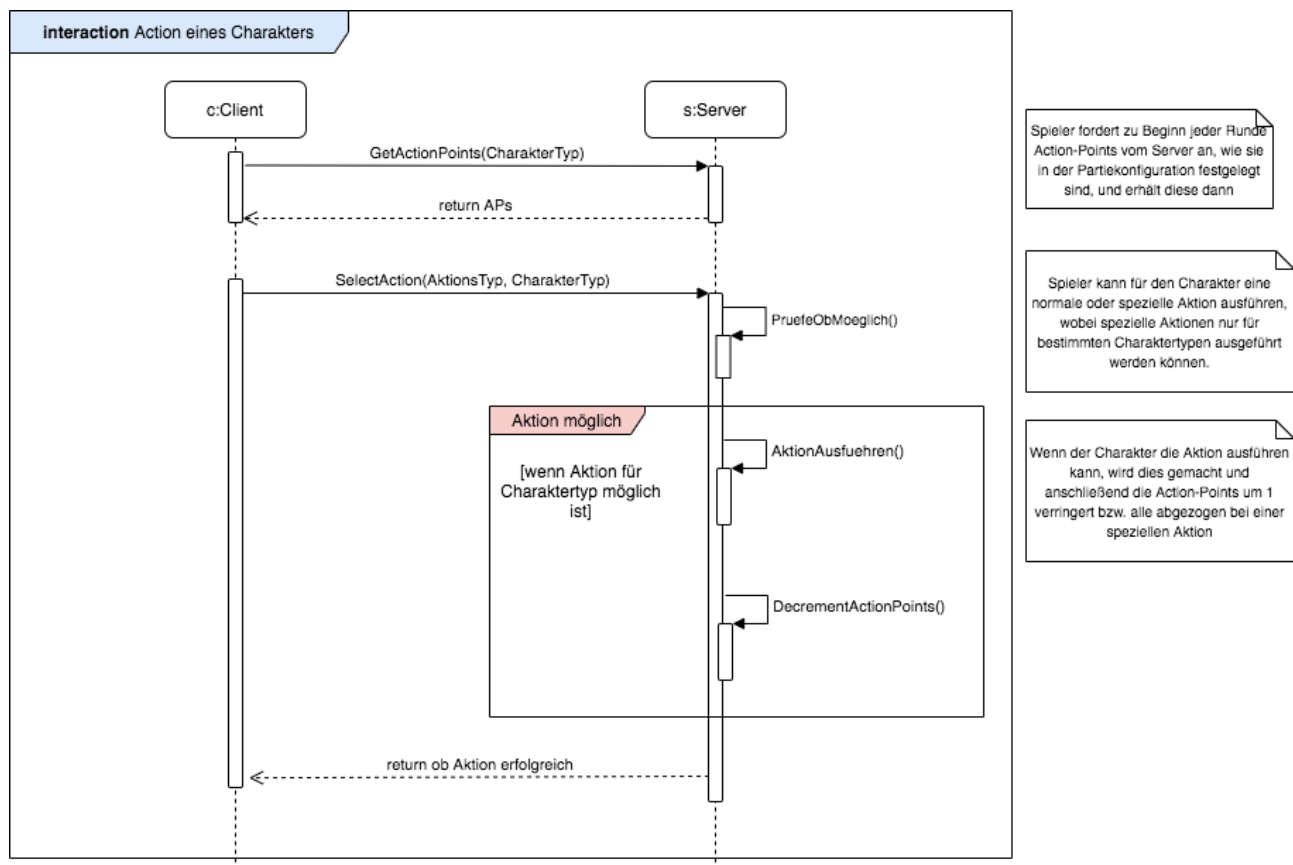 interaction Action eines Charakters
c:Client
s:Server
GetActionPoints(CharakterTyp)
return APs
SelectAction(AktionsTyp, CharakterTyp)
PruefeObMoeglich()
Aktion möglich
[wenn Aktion für
Charaktertyp möglich
ist]
AktionAusfuehren()
DecrementActionPoints()
return ob Aktion erfolgreich
Spieler fordert zu Beginn jeder Runde
Action-Points vom Server an, wie sie
in der Partiekonfiguration festgelegt
sind, und erhält diese dann
Spieler kann für den Charakter eine
normale oder spezielle Aktion ausführen,
wobei spezielle Aktionen nur für
bestimmten Charaktertypen ausgeführt
werden können.
Wenn der Charakter die Aktion ausführen
kann, wird dies gemacht und
anschließend die Action-Points um 1
verringert bzw. alle abgezogen bei einer
speziellen Aktion